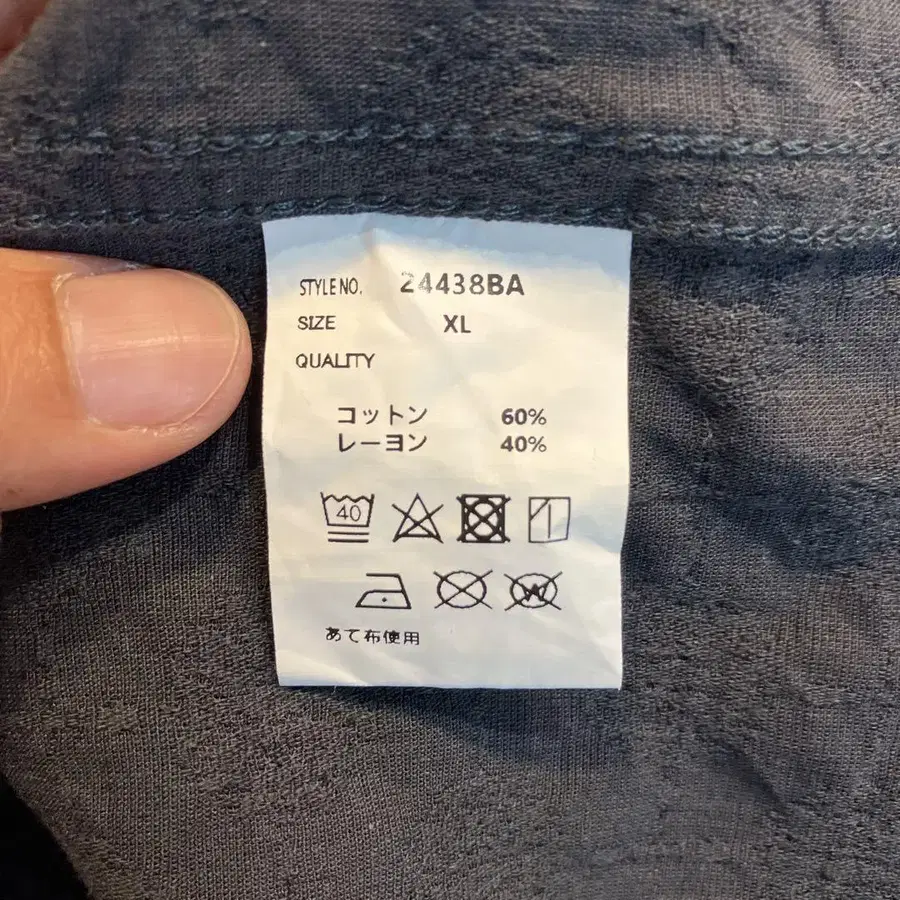 STYLE NO. 24438BA
SIZE XL
QUALITY
コットン 60%
レーヨン 40%
40
W
あて布使用